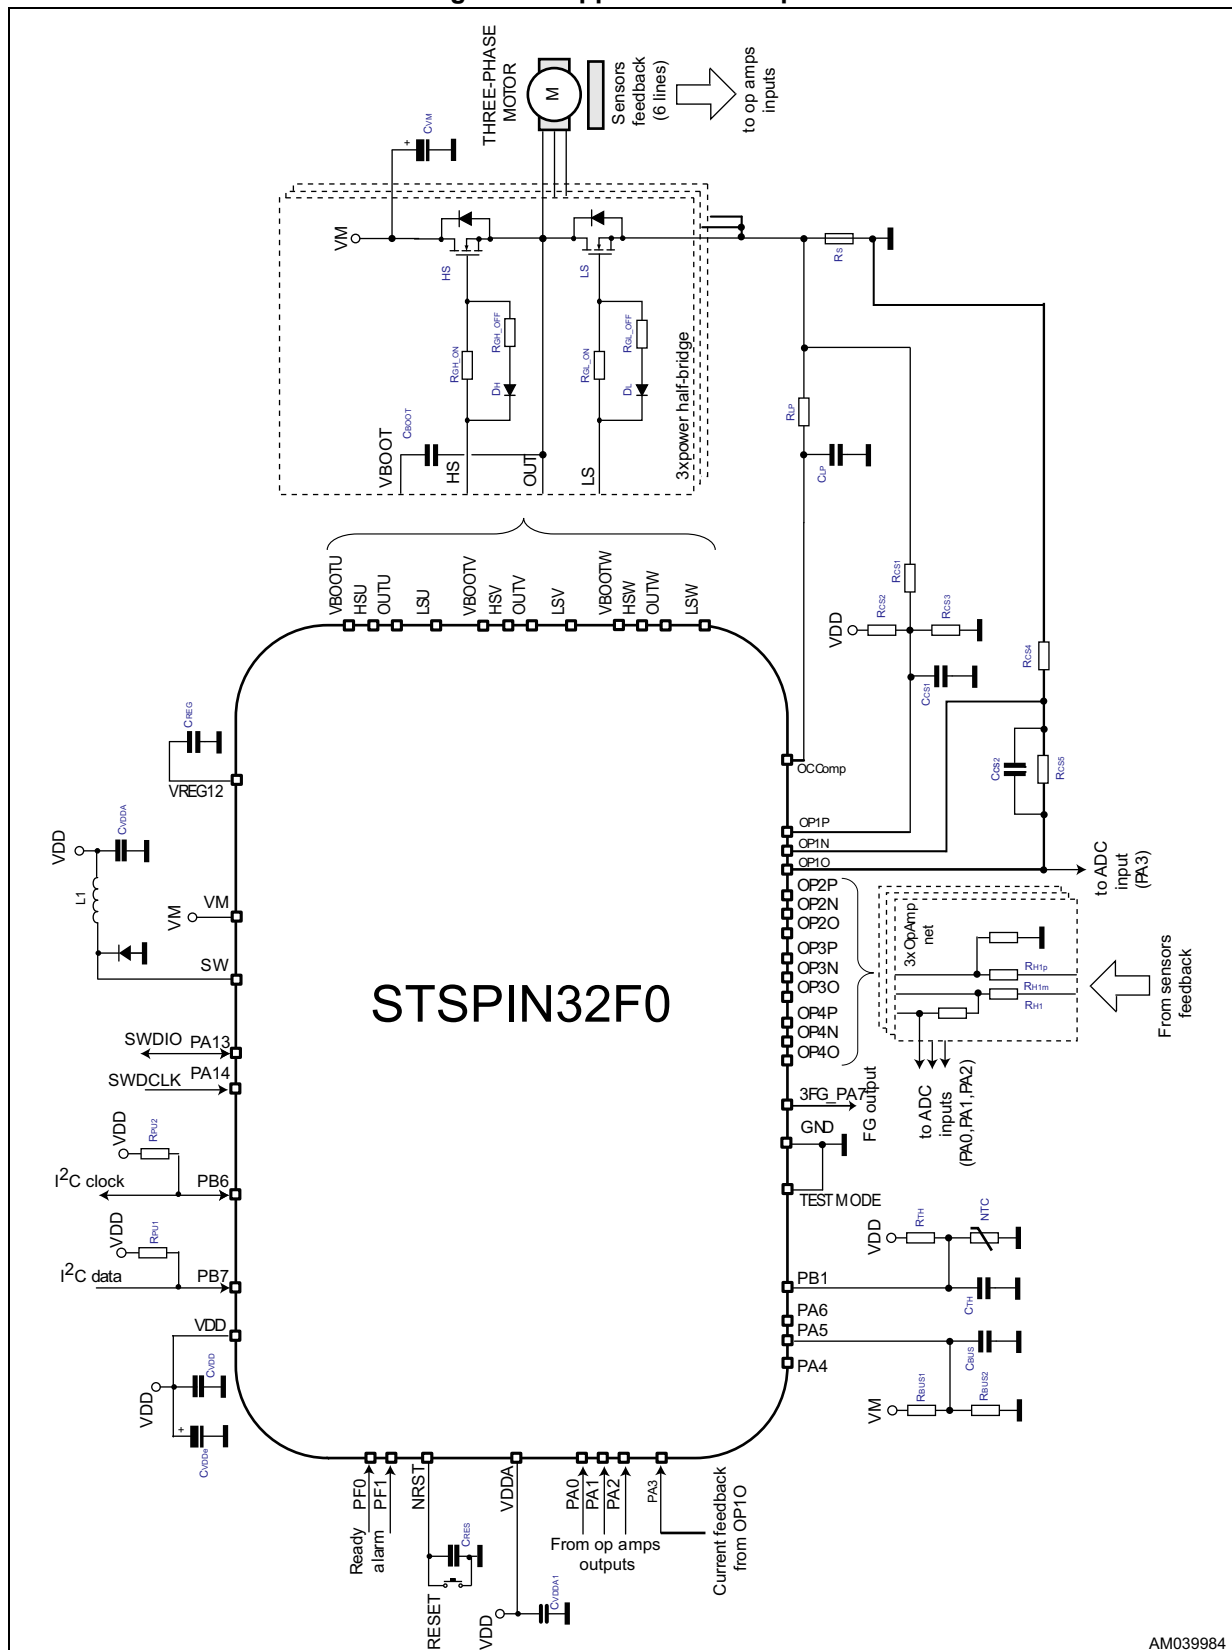 THREE-PHASE
MOTOR
M
Sensors
feedback
(6 lines)
to op amps
inputs
CVM
+
VM
HS
LS
RS
RGH_ON
RGH_OFF
DH
RGL_ON
RGL_OFF
DL
3xpower half-bridge
VBOOT
CBOOT
HS
OUT
LS
RLP
CLP
VBOOTU
HSU
OUTU
LSU
VBOOTV
HSV
OUTV
LSV
VBOOTW
HSW
OUTW
LSW
RCS1
VDD
RCS2
RCS3
CCS1
RCS4
CCS2
RCS5
CREG
VREG12
VDD
CVDDA
L1
VM
VM
SW
SWDIO
PA13
SWDCLK
PA14
VDD
RPU2
I2C clock
PB6
VDD
RPU1
I2C data
PB7
VDD
VDD
CVDD
+
CVDDe
STSPIN32F0
OCComp
OP1P
OP1N
OP1O
to ADC
input
(PA3)
OP2P
OP2N
OP2O
OP3P
OP3N
OP3O
OP4P
OP4N
OP4O
3xOpAmp
net
RH1p
RH1m
RH1
From sensors
feedback
to ADC
inputs
(PA0,PA1,PA2)
3FG_PA7
FG output
GND
TESTMODE
VDD
RTH
NTC
PB1
CTH
PA6
PA5
PA4
CBUS
VM
RBUS1
RBUS2
Ready
PF0
alarm
PF1
NRST
RESET
CRES
VDDA
VDD
CVDDA1
PA0
PA1
PA2
From op amps
outputs
PA3
Current feedback
from OP1O
AM039984